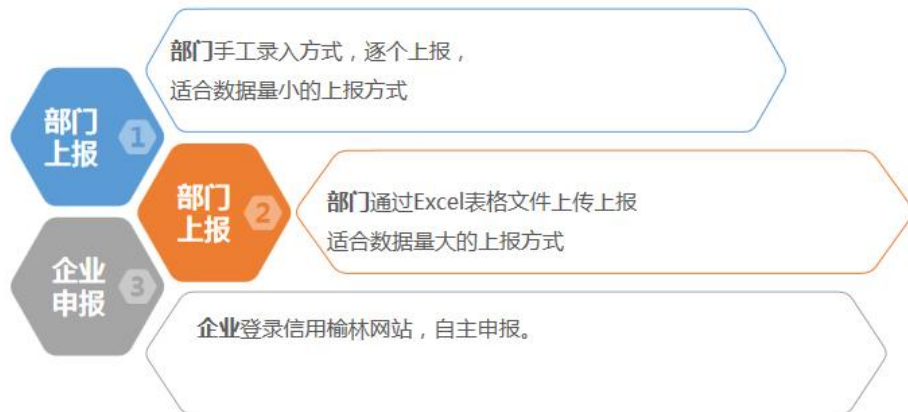 部门手工录入方式，逐个上报，
适合数据量小的上报方式
部门
上报
1
部门
上报
2
部门通过Excel表格文件上传上报
适合数据量大的上报方式
企业
申报
3
企业登录信用榆林网站，自主申报。